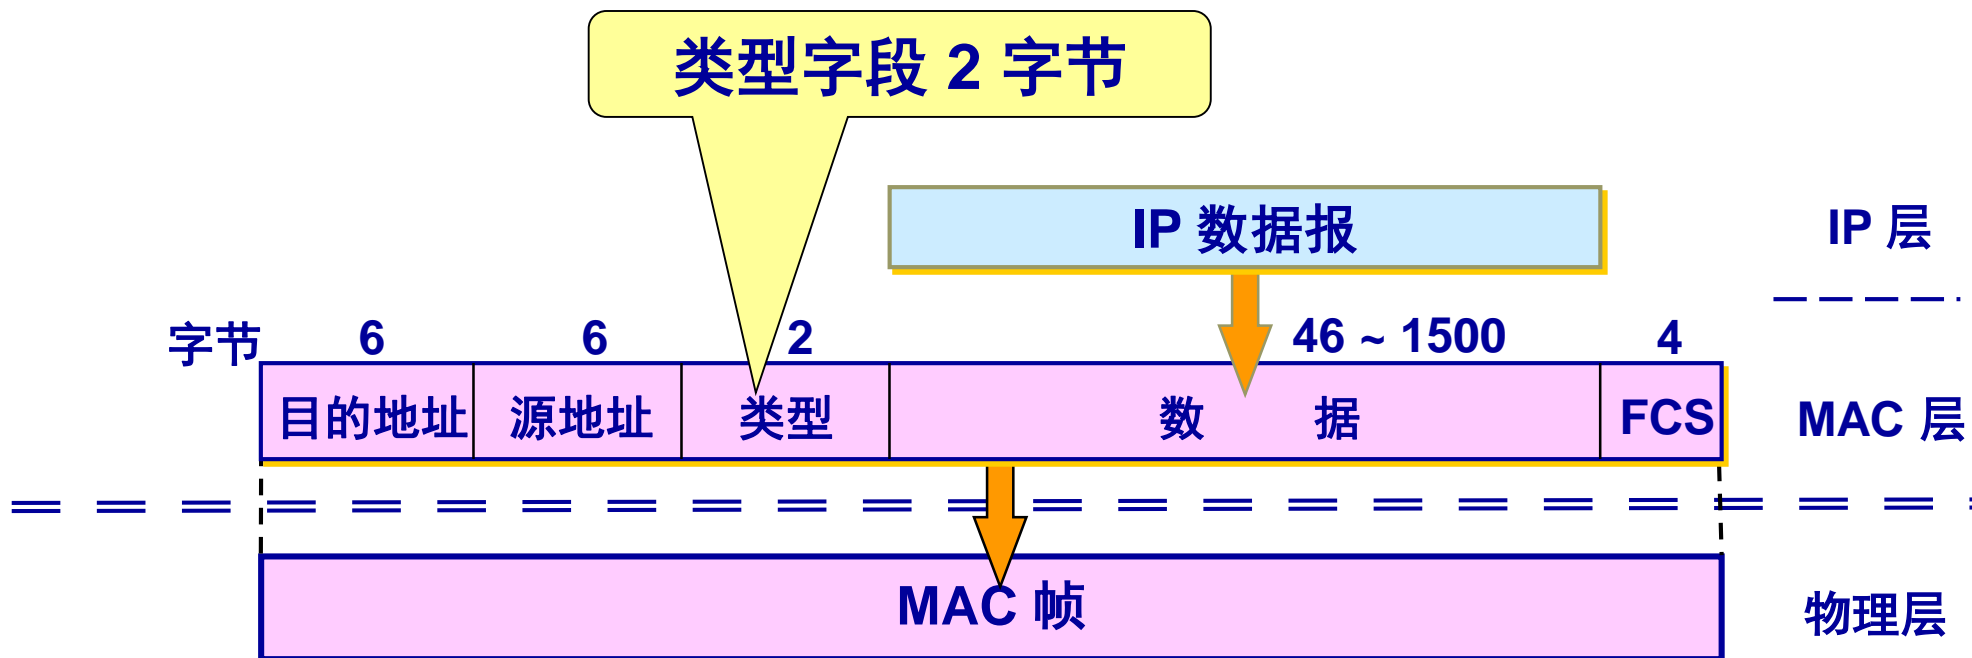 类型字段 2 字节
IP 数据报
IP 层
字节 6 6 2 46 ~ 1500 4
目的地址 源地址 类型 数 据 FCS
MAC 层
MAC 帧
物理层